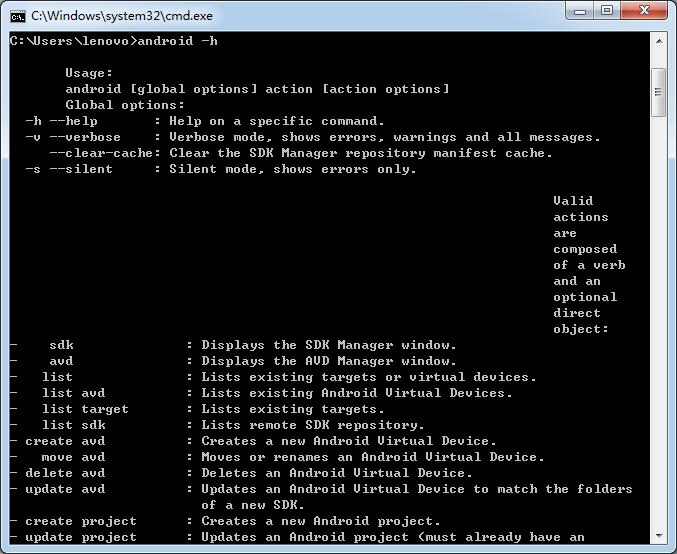 C:\Windows\system32\cmd.exe
C:\Users\lenovo>android -h
Usage:
android [global options] action [action options]
Global options:
-h --help : Help on a specific command.
-v --verbose : Verbose mode, shows errors, warnings and all messages.
--clear-cache: Clear the SDK Manager repository manifest cache.
-s --silent : Silent mode, shows errors only.
Valid
actions
are
composed
of a verb
and an
optional
direct
object:
- sdk : Displays the SDK Manager window.
- avd : Displays the AVD Manager window.
- list : Lists existing targets or virtual devices.
- list avd : Lists existing Android Virtual Devices.
- list target : Lists existing targets.
- list sdk : Lists remote SDK repository.
- create avd : Creates a new Android Virtual Device.
- move avd : Moves or renames an Android Virtual Device.
- delete avd : Deletes an Android Virtual Device.
- update avd : Updates an Android Virtual Device to match the folders
of a new SDK.
- create project : Creates a new Android project.
- update project : Updates an Android project (must already have an